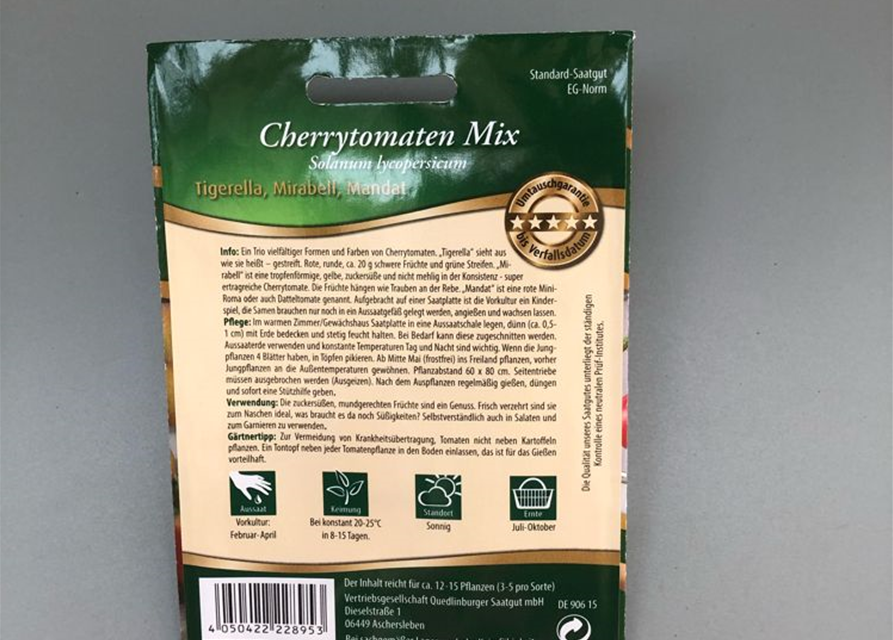 Standard-Saatgut
EG-Norm
Cherrytomaten Mix
Solanum lycopersicum
Tigerella, Mirabell, Mandat
Umtauschgarantie
bis Verfallsdatum
Info: Ein Trio vielfältiger Formen und Farben von Cherrytomaten. „Tigerella" sieht aus
wie sie heißt – gestreift. Rote, runde, ca. 20 g schwere Früchte und grüne Streifen. „Mi-
rabell" ist eine tropfenförmige, gelbe, zuckersüße und nicht mehlig in der Konsistenz - super
ertragreiche Cherrytomate. Die Früchte hängen wie Trauben an der Rebe. „Mandat" ist eine rote Mini-
Roma oder auch Datteltomate genannt. Aufgebracht auf einer Saatplatte ist die Vorkultur ein Kinder-
spiel, die Samen brauchen nur noch in ein Aussaatgefäß gelegt werden, angießen und wachsen lassen.
Pflege: Im warmen Zimmer/Gewächshaus Saatplatte in eine Aussaatschale legen, dünn (ca. 0,5-
1 cm) mit Erde bedecken und stetig feucht halten. Bei Bedarf kann diese zugeschnitten werden.
Aussaaterde verwenden und konstante Temperaturen Tag und Nacht sind wichtig. Wenn die Jung-
pflanzen 4 Blätter haben, in Töpfen pikieren. Ab Mitte Mai (frostfrei) ins Freiland pflanzen, vorher
Jungpflanzen an die Außentemperaturen gewöhnen. Pflanzabstand 60 x 80 cm. Seitentriebe
müssen ausgebrochen werden (Ausgeizen). Nach dem Auspflanzen regelmäßig gießen, düngen
und sofort eine Stützhilfe geben.
Verwendung: Die zuckersüßen, mundgerechten Früchte sind ein Genuss. Frisch verzehrt sind sie
zum Naschen ideal, was braucht es da noch Süßigkeiten? Selbstverständlich auch in Salaten und
zum Garnieren zu verwenden.
Gärtnertipp: Zur Vermeidung von Krankheitsübertragung, Tomaten nicht neben Kartoffeln
pflanzen. Ein Tontopf neben jeder Tomatenpflanze in den Boden einlassen, das ist für das Gießen
vorteilhaft.
Die Qualität unseres Saatgutes unterliegt der ständigen
Kontrolle eines neutralen Prüf-Institutes.
Aussaat
Vorkultur:
Februar-April
Keimung
Bei konstant 20-25°C
in 8-15 Tagen.
Standort
Sonnig
Ernte
Juli-Oktober
4 050422 228953
Der Inhalt reicht für ca. 12-15 Pflanzen (3-5 pro Sorte)
Vertriebsgesellschaft Quedlinburger Saatgut mbH
Dieselstraße 1
06449 Aschersleben
DE 906 15